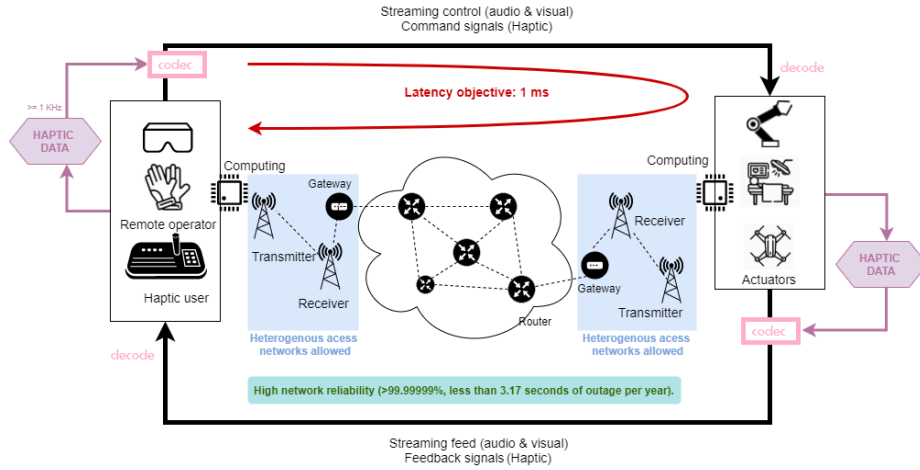 Streaming control (audio & visual)
Command signals (Haptic)
codec
decode
>= 1 KHz
Latency objective: 1 ms
HAPTIC
DATA
Computing
Computing
Gateway
Remote operator
Transmitter
Receiver
Receiver
Haptic user
Router
Gateway
Transmitter
Actuators
HAPTIC
DATA
Heterogenous acess
networks allowed
Heterogenous acess
networks allowed
codec
decode
High network reliability (>99.99999%, less than 3.17 seconds of outage per year).
Streaming feed (audio & visual)
Feedback signals (Haptic)